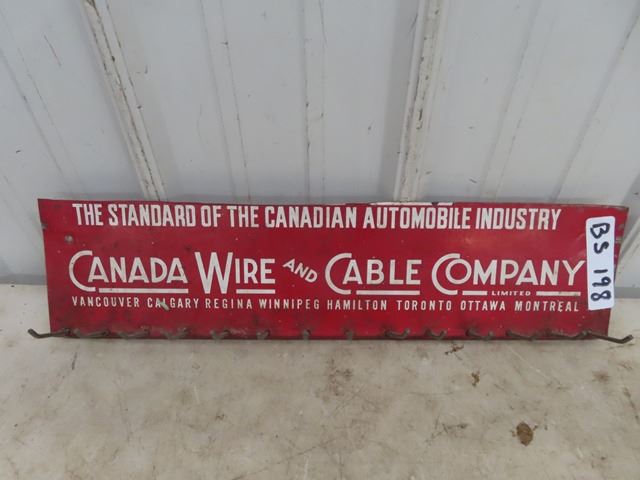 THE STANDARD OF THE CANADIAN AUTOMOBILE INDUSTRY
CANADA WIRE AND CABLE COMPANY
LIMITED
VANCOUVER CALGARY REGINA WINNIPEG HAMILTON TORONTO OTTAWA MONTREAL
BS 198